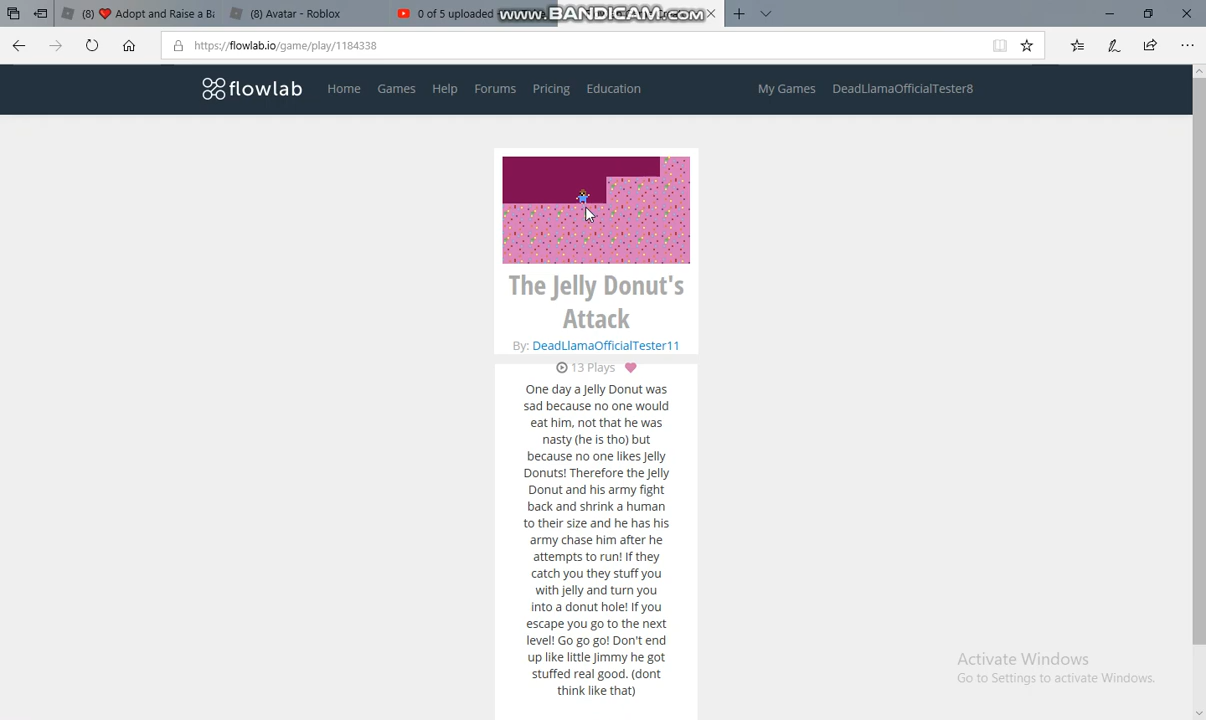 (8) ❤ Adopt and Raise a Ba
(8) Avatar - Roblox
0 of 5 uploaded
www.BANDICAM.com
https://flowlab.io/game/play/1184338
flowlab
Home
Games
Help
Forums
Pricing
Education
My Games
DeadLlamaOfficialTester8
The Jelly Donut's
Attack
By: DeadLlamaOfficialTester11
13 Plays
One day a Jelly Donut was
sad because no one would
eat him, not that he was
nasty (he is tho) but
because no one likes Jelly
Donuts! Therefore the Jelly
Donut and his army fight
back and shrink a human
to their size and he has his
army chase him after he
attempts to run! If they
catch you they stuff you
with jelly and turn you
into a donut hole! If you
escape you go to the next
level! Go go go! Don't end
up like little Jimmy he got
stuffed real good. (dont
think like that)
Activate Windows
Go to Settings to activate Windows.